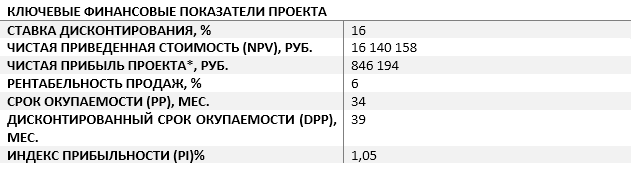 КЛЮЧЕВЫЕ ФИНАНСОВЫЕ ПОКАЗАТЕЛИ ПРОЕКТА
СТАВКА ДИСКОНТИРОВАНИЯ, % 16
ЧИСТАЯ ПРИВЕДЕННАЯ СТОИМОСТЬ (NPV), РУБ. 16 140 158
ЧИСТАЯ ПРИБЫЛЬ ПРОЕКТА*, РУБ. 846 194
РЕНТАБЕЛЬНОСТЬ ПРОДАЖ, % 6
СРОК ОКУПАЕМОСТИ (PP), МЕС. 34
ДИСКОНТИРОВАННЫЙ СРОК ОКУПАЕМОСТИ (DPP), 39
МЕС.
ИНДЕКС ПРИБЫЛЬНОСТИ (PI)% 1,05